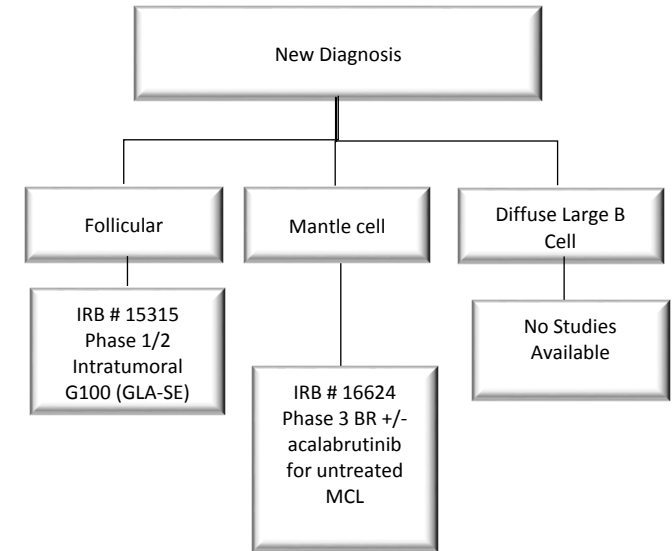 New Diagnosis
Follicular
Mantle cell
Diffuse Large B
Cell
IRB # 15315
Phase 1/2
Intratumoral
G100 (GLA-SE)
IRB # 16624
Phase 3 BR +/-
acalabrutinib
for untreated
MCL
No Studies
Available